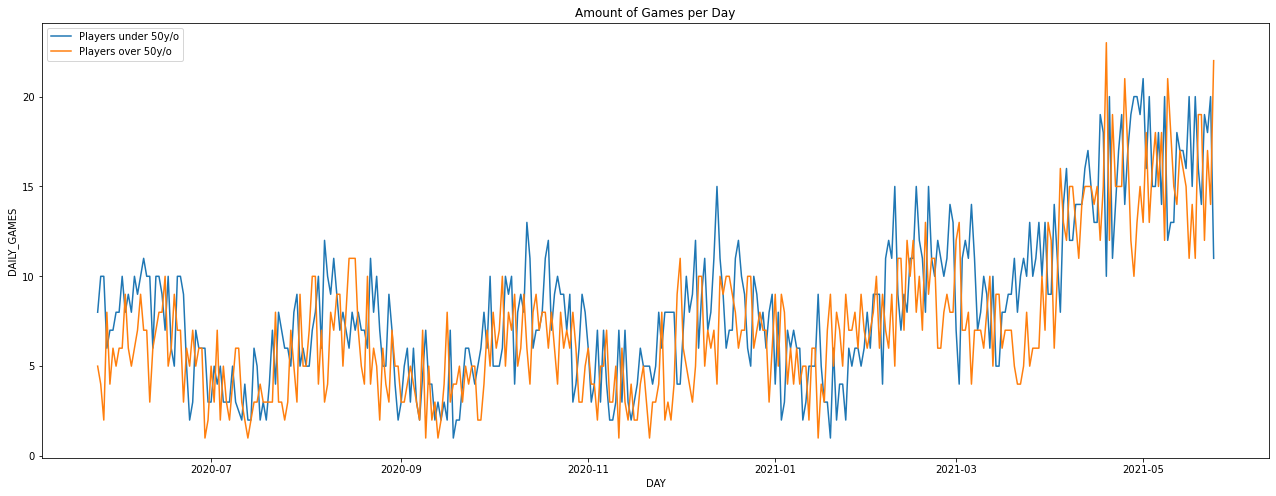 Amount of Games per Day
Players under 50y/o
Players over 50y/o
DAILY_GAMES
20
15
10
5
0
2020-07 2020-09 2020-11 2021-01 2021-03 2021-05
DAY